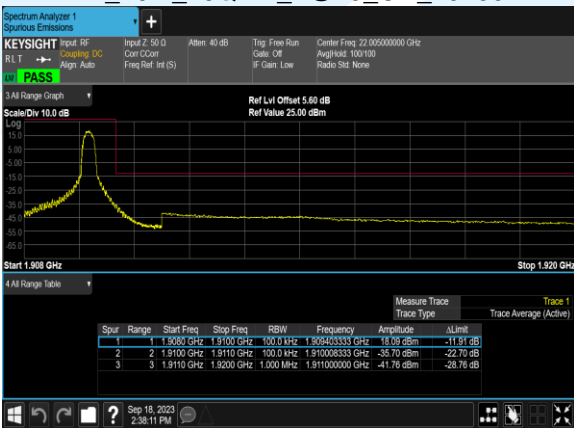 Spectrum Analyzer 1
Spurious Emissions
KEYSIGHT Input: RF Input Z: 50 Ω Atten: 40 dB Trig: Free Run Center Freq: 22.005000000 GHz
RLT Coupling: DC Corr CCorr Gate: Off Avg|Hold: 100/100
Align: Auto Freq Ref: Int (S) IF Gain: Low Radio Std: None
PASS
3 All Range Graph
Ref Lvl Offset 5.60 dB
Scale/Div 10.0 dB Ref Value 25.00 dBm
Log
15.0
5.00
-5.00
-15.0
-25.0
-35.0
-45.0
-55.0
-65.0
Start 1.908 GHz Stop 1.920 GHz
4 All Range Table
Measure Trace Trace 1
Trace Type Trace Average (Active)
Spur Range Start Freq Stop Freq RBW Frequency Amplitude ΔLimit
1 1 1.9080 GHz 1.9100 GHz 100.0 kHz 1.909403333 GHz 18.09 dBm -11.91 dB
2 2 1.9100 GHz 1.9110 GHz 100.0 kHz 1.910008333 GHz -35.70 dBm -22.70 dB
3 3 1.9110 GHz 1.9200 GHz 1.000 MHz 1.911000000 GHz -41.76 dBm -28.76 dB
? Sep 18, 2023
2:38:11 PM